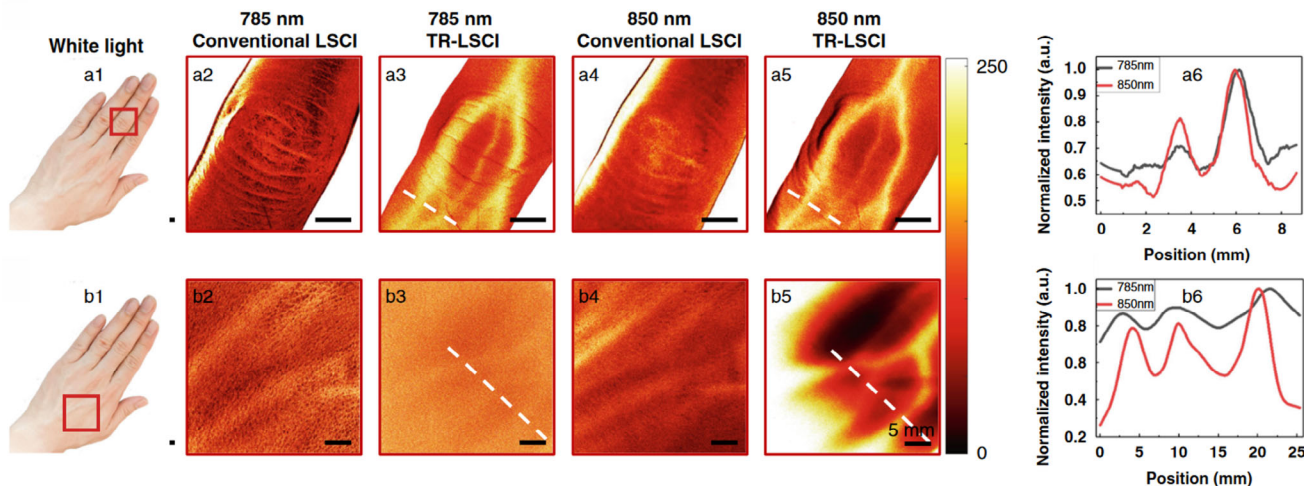 785 nm
Conventional LSCI
785 nm
TR-LSCI
850 nm
Conventional LSCI
850 nm
TR-LSCI
White light
a1
a2
a3
a4
a5
250
0
a6
785nm
850nm
Normalized intensity (a.u.)
1.0
0.9
0.8
0.7
0.6
0.5
0
2
4
6
8
Position (mm)
b1
b2
b3
b4
b5
5 mm
b6
785nm
850nm
Normalized intensity (a.u.)
1.0
0.8
0.8
0.4
0.2
0
5
10
15
20
25
Position (mm)